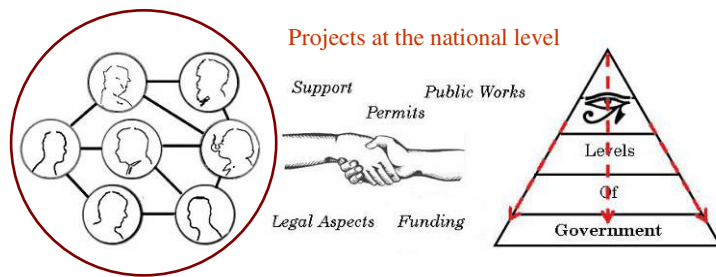 Projects at the national level
Support
Public Works
Permits
Legal Aspects
Funding
Levels
Of
Government